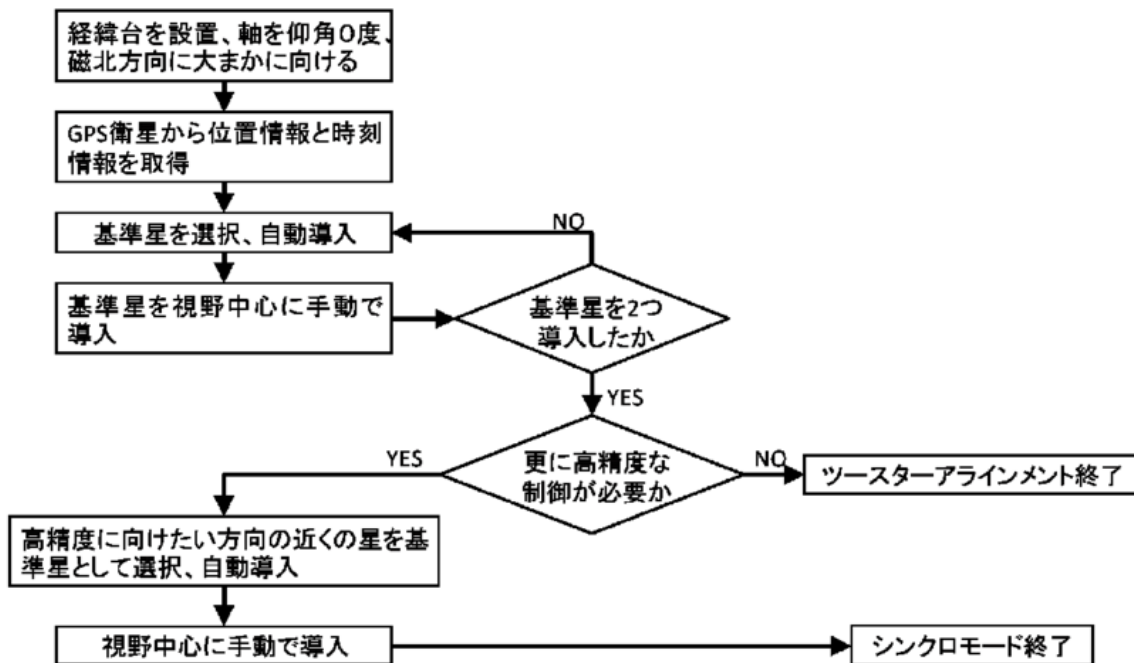 経緯台を設置、軸を仰角0度、
磁北方向に大まかに向ける
GPS衛星から位置情報と時刻
情報を取得
NO
基準星を選択、自動導入
基準星を視野中心に手動で
導入
基準星を2つ
導入したか
YES
YES
更に高精度な
制御が必要か
NO
ツースターアラインメント終了
高精度に向けたい方向の近くの星を基
準星として選択、自動導入
視野中心に手動で導入
シンクロモード終了